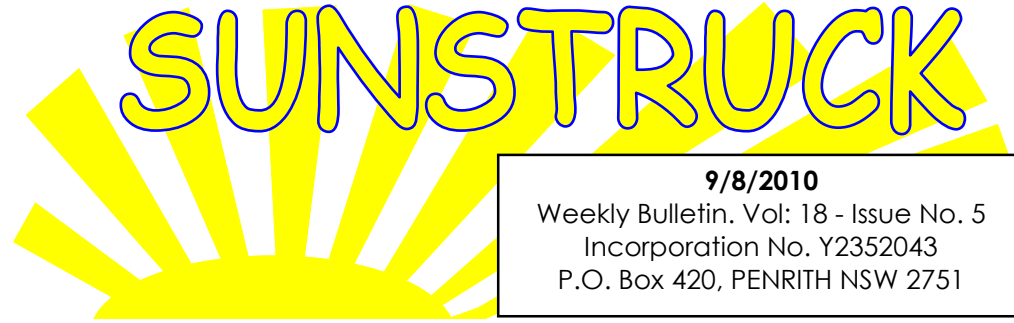 SUNSTRUCK
9/8/2010
Weekly Bulletin. Vol: 18 - Issue No. 5
Incorporation No. Y2352043
P.O. Box 420, PENRITH NSW 2751